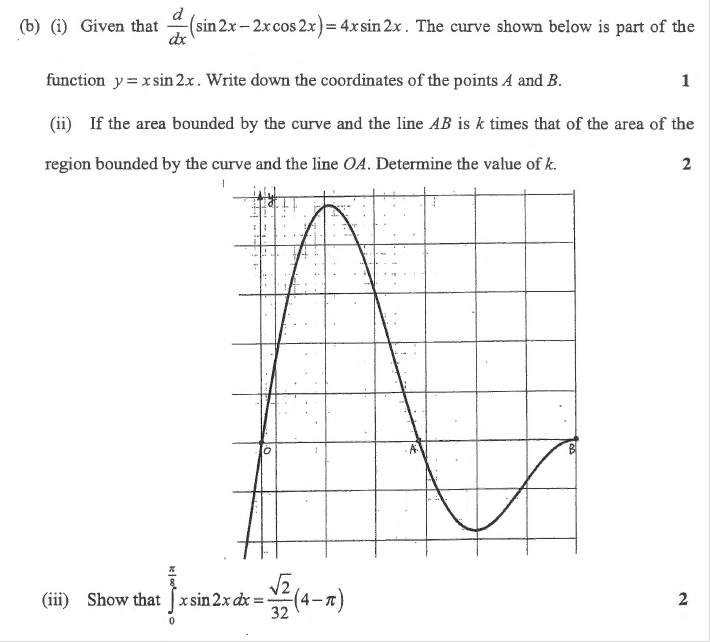 (b) (i) Given that d/dx (sin 2x – 2x cos 2x) = 4x sin 2x. The curve shown below is part of the
function y = x sin 2x. Write down the coordinates of the points A and B. 1
(ii) If the area bounded by the curve and the line AB is k times that of the area of the
region bounded by the curve and the line OA. Determine the value of k. 2
y
O
A
B
(iii) Show that ∫₀^(π/8) x sin 2x dx = √2/32 (4 – π) 2